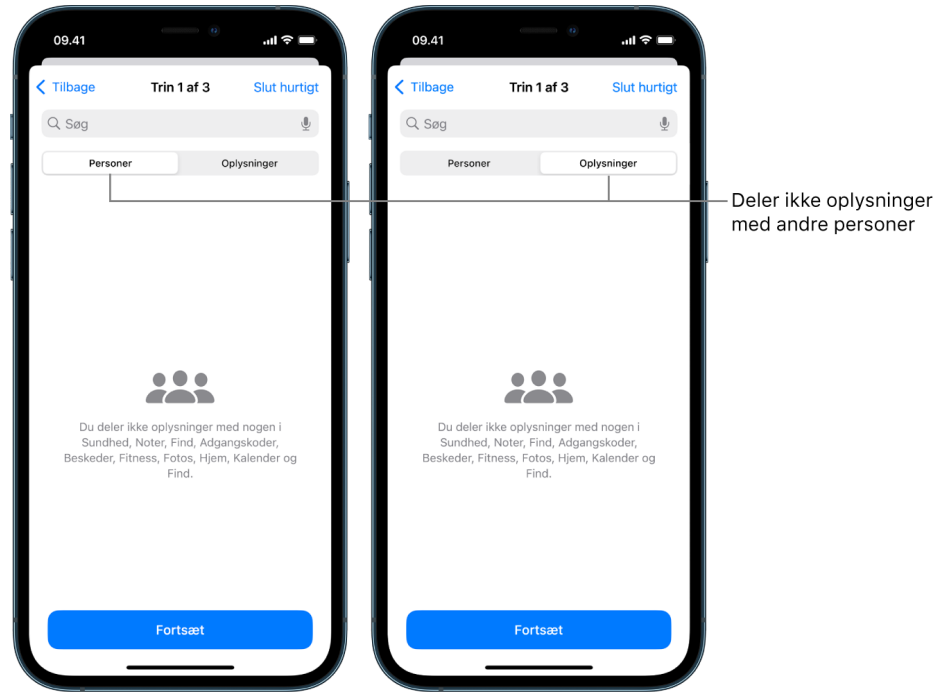 09.41
Tilbage Trin 1 af 3 Slut hurtigt
Søg
Personer Oplysninger
Du deler ikke oplysninger med nogen i
Sundhed, Noter, Find, Adgangskoder,
Beskeder, Fitness, Fotos, Hjem, Kalender og
Find.
Fortsæt
09.41
Tilbage Trin 1 af 3 Slut hurtigt
Søg
Personer Oplysninger
Du deler ikke oplysninger med nogen i
Sundhed, Noter, Find, Adgangskoder,
Beskeder, Fitness, Fotos, Hjem, Kalender og
Find.
Fortsæt
Deler ikke oplysninger
med andre personer